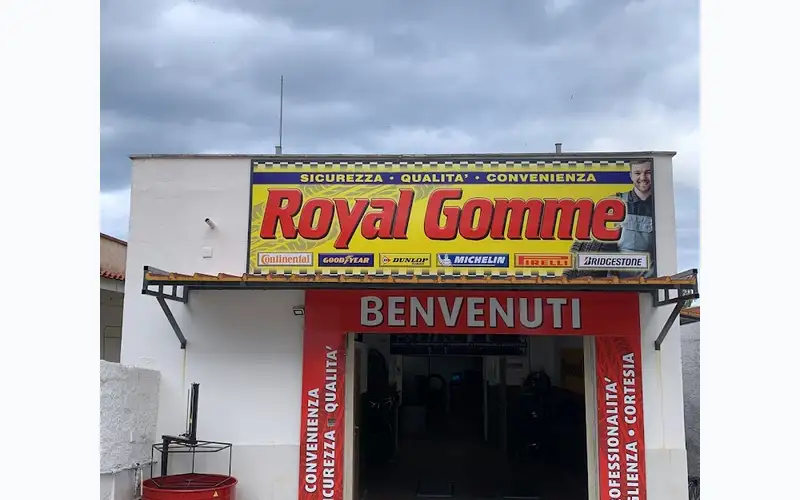 SICUREZZA • QUALITA' • CONVENIENZA
Royal Gomme
Continental GOODYEAR DUNLOP MICHELIN PIRELLI BRIDGESTONE
BENVENUTI
CONVENIENZA
SICUREZZA • QUALITA'
PROFESSIONALITA'
CORTESIA